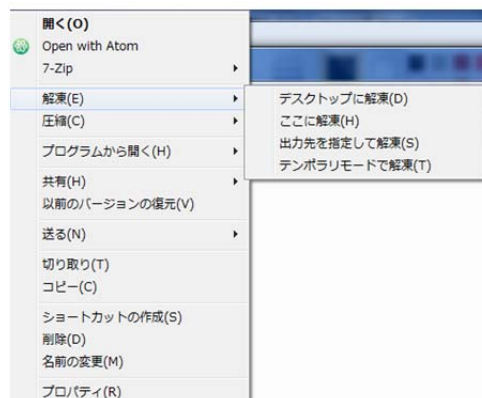 開く(O)
Open with Atom
7-Zip
解凍(E)
圧縮(C)
プログラムから開く(H)
共有(H)
以前のバージョンの復元(V)
送る(N)
切り取り(T)
コピー(C)
ショートカットの作成(S)
削除(D)
名前の変更(M)
プロパティ(R)
デスクトップに解凍(D)
ここに解凍(H)
出力先を指定して解凍(S)
テンポラリモードで解凍(T)